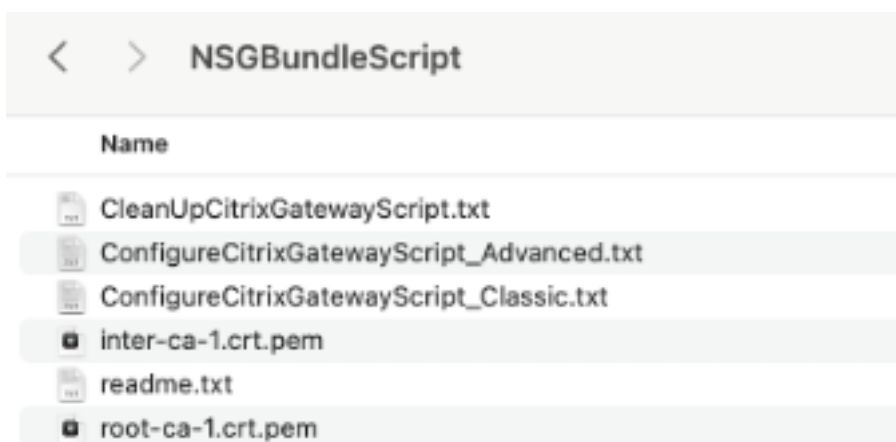 NSGBundleScript
Name
CleanUpCitrixGatewayScript.txt
ConfigureCitrixGatewayScript_Advanced.txt
ConfigureCitrixGatewayScript_Classic.txt
inter-ca-1.crt.pem
readme.txt
root-ca-1.crt.pem